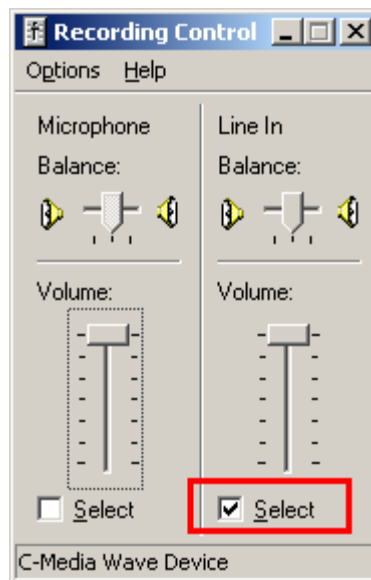 Recording Control
Options Help
Microphone
Balance:
Volume:
Select
Line In
Balance:
Volume:
Select
C-Media Wave Device